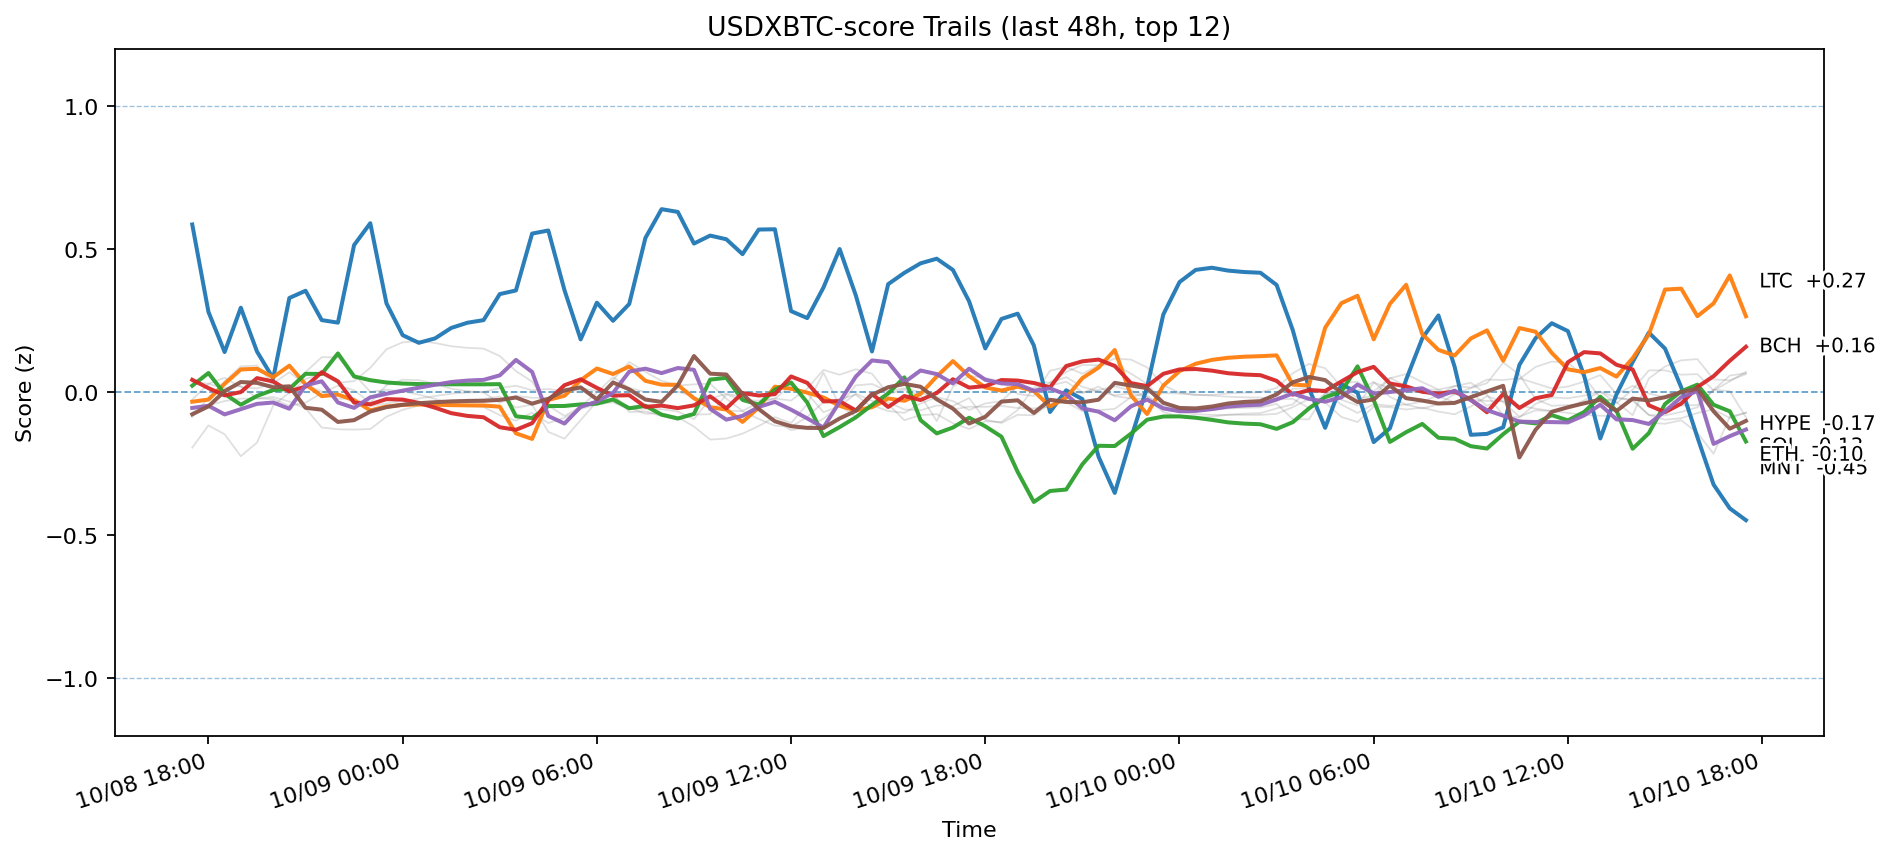 USDXBTC-score Trails (last 48h, top 12)
Score (z)
1.0
0.5
0.0
−0.5
−1.0
LTC +0.27
BCH +0.16
HYPE -0.17
ETH -0.10
MNT -0.45
10/08 18:00
10/09 00:00
10/09 06:00
10/09 12:00
10/09 18:00
10/10 00:00
10/10 06:00
10/10 12:00
10/10 18:00
Time